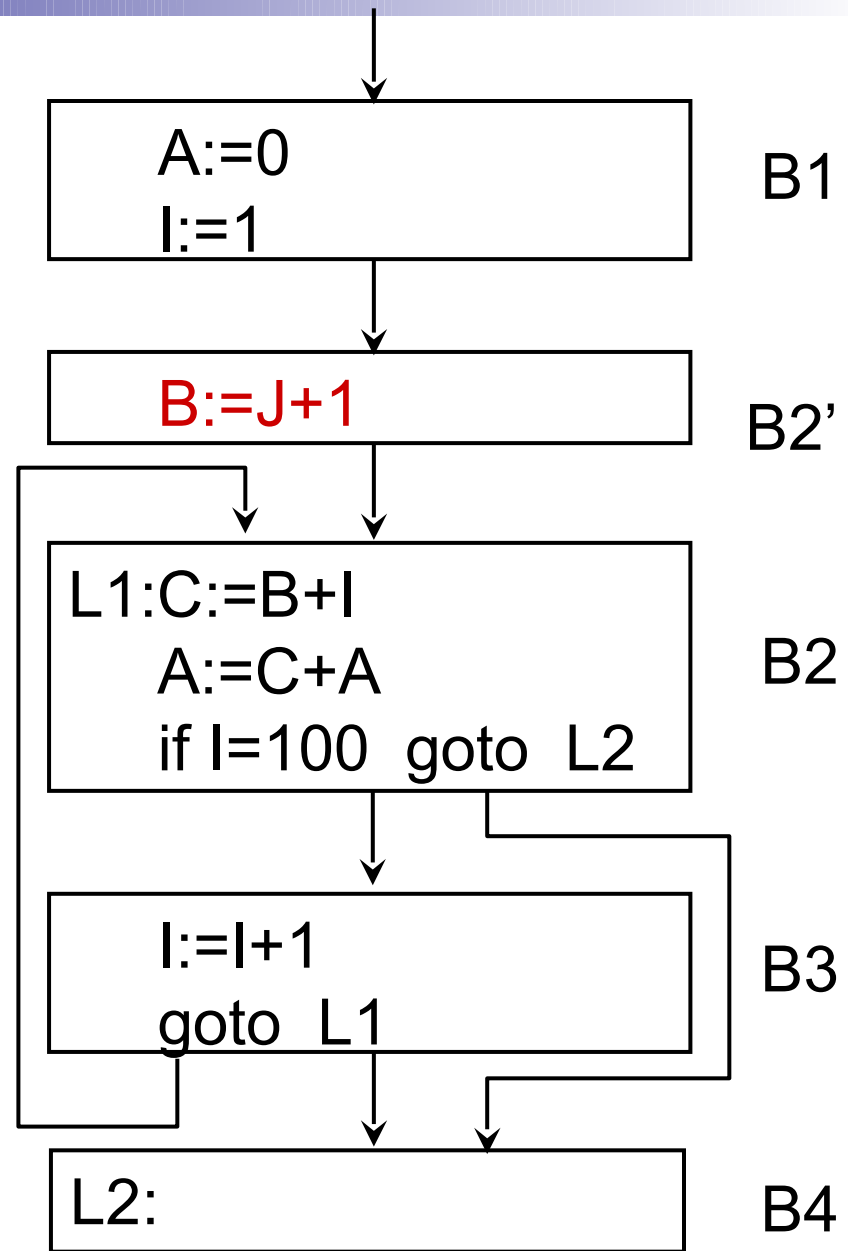 A:=0
I:=1
B1
B:=J+1
B2’
L1:C:=B+I
A:=C+A
if I=100 goto L2
B2
I:=I+1
goto L1
B3
L2:
B4